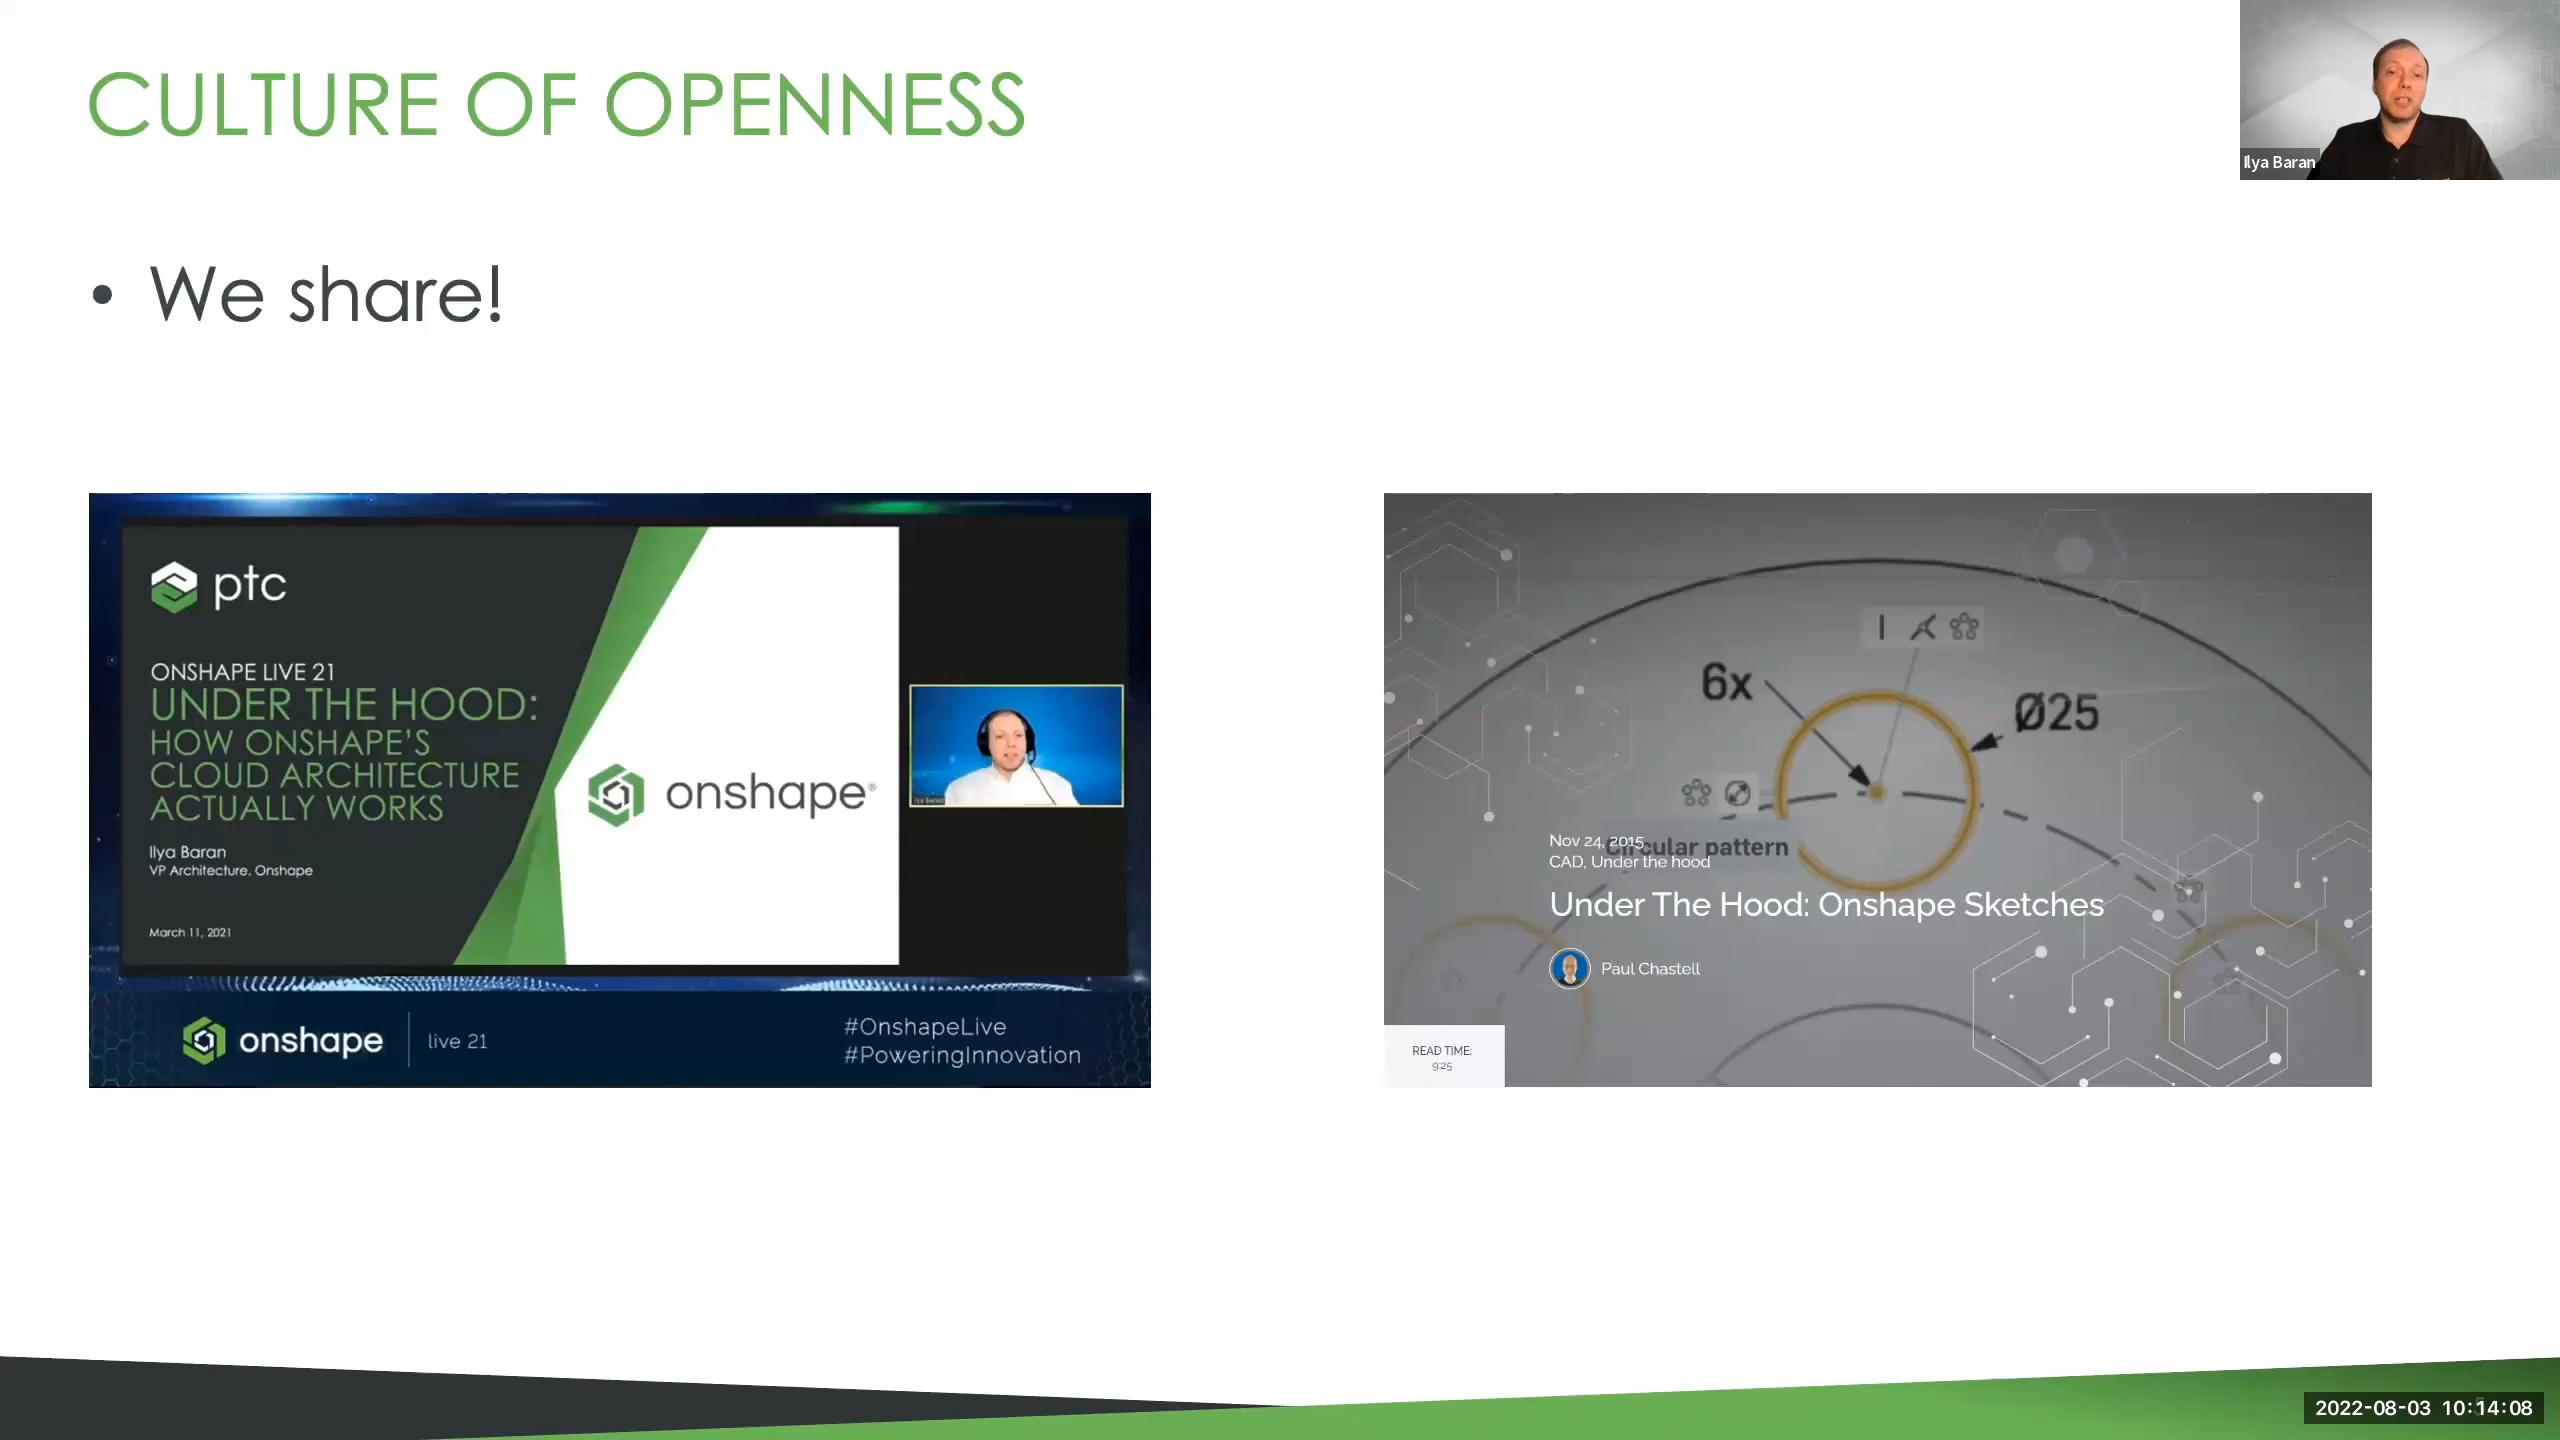 CULTURE OF OPENNESS
Ilya Baran
• We share!
ptc
ONSHAPE LIVE 21
UNDER THE HOOD:
HOW ONSHAPE'S
CLOUD ARCHITECTURE
ACTUALLY WORKS
Ilya Baran
VP Architecture, Onshape
March 11, 2021
onshape®
Ilya Baran
onshape | live 21
#OnshapeLive
#PoweringInnovation
6x
Ø25
Circular pattern
Nov 24, 2015
CAD, Under the hood
Under The Hood: Onshape Sketches
Paul Chastell
READ TIME:
9:25
2022-08-03 10:14:08